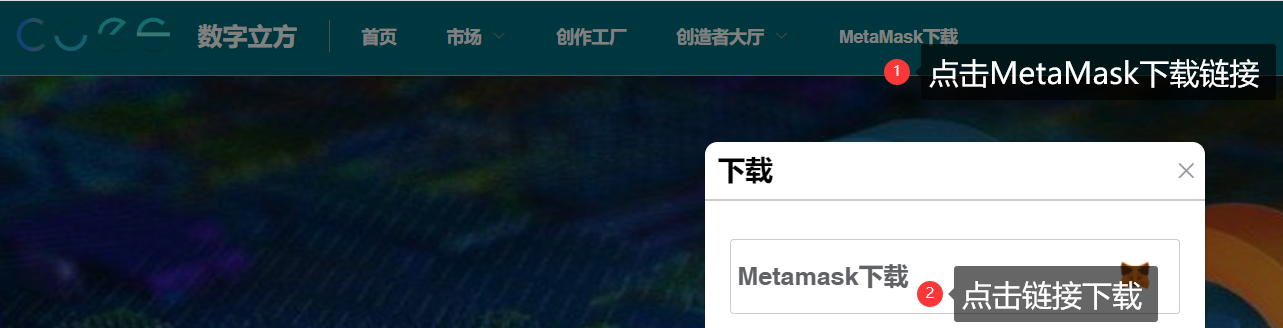 数字立方 首页 市场 创作工厂 创造者大厅 MetaMask下载
1 点击MetaMask下载链接
下载
Metamask下载
2 点击链接下载